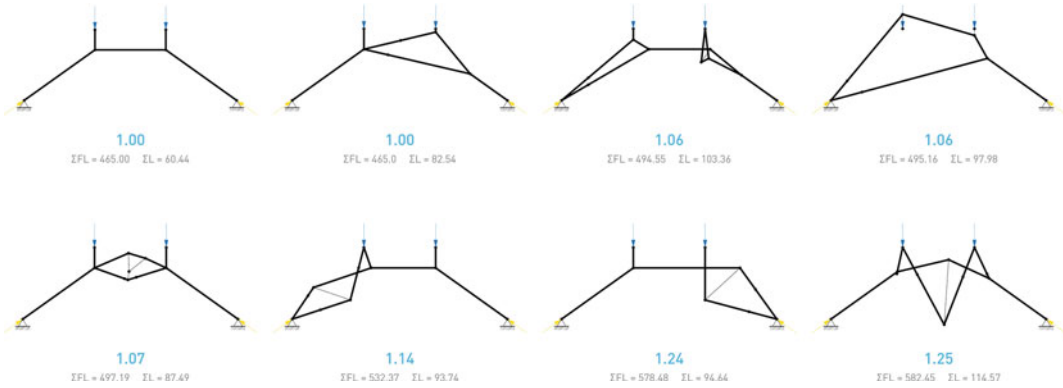 1.00 1.00 1.06 1.06
ΣFL = 465.00 ΣL = 60.44 ΣFL = 465.0 ΣL = 82.54 ΣFL = 494.55 ΣL = 103.36 ΣFL = 495.16 ΣL = 97.98
1.07 1.14 1.24 1.25
ΣFL = 497.19 ΣL = 87.49 ΣFL = 532.37 ΣL = 93.74 ΣFL = 578.48 ΣL = 94.64 ΣFL = 582.45 ΣL = 114.57